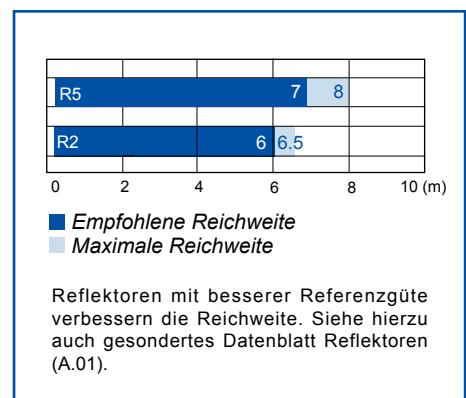 R5 7 8
R2 6 6.5
0 2 4 6 8 10 (m)
Empfohlene Reichweite
Maximale Reichweite
Reflektoren mit besserer Referenzgüte
verbessern die Reichweite. Siehe hierzu
auch gesondertes Datenblatt Reflektoren
(A.01).